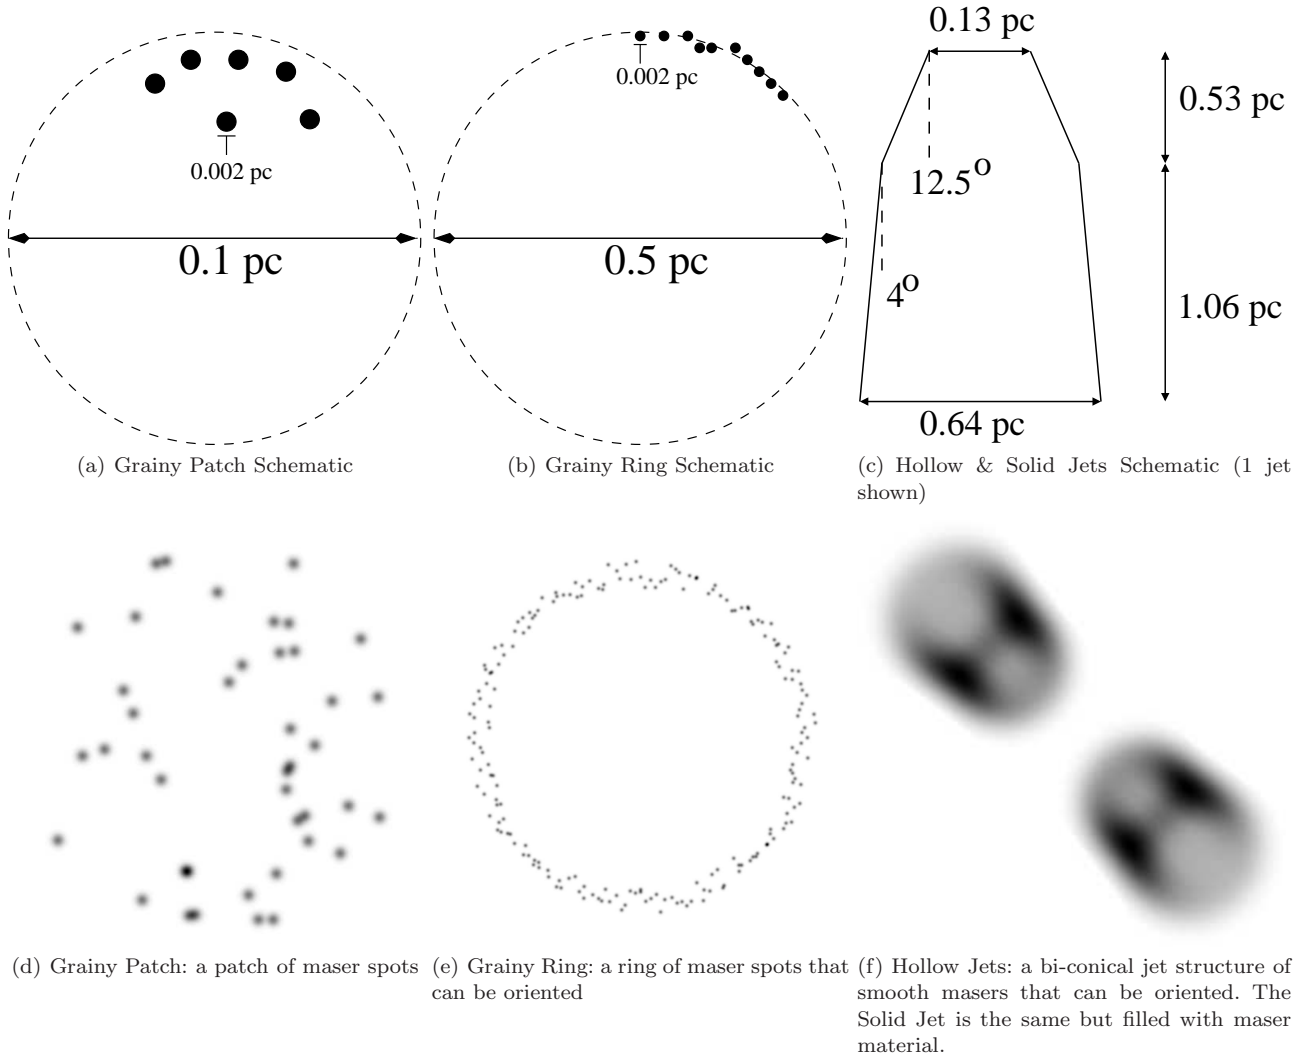 0.002 pc
0.1 pc
(a) Grainy Patch Schematic
0.002 pc
0.5 pc
(b) Grainy Ring Schematic
0.13 pc
0.53 pc
12.5º
4º
1.06 pc
0.64 pc
(c) Hollow & Solid Jets Schematic (1 jet
shown)
(d) Grainy Patch: a patch of maser spots
(e) Grainy Ring: a ring of maser spots that
can be oriented
(f) Hollow Jets: a bi-conical jet structure of
smooth masers that can be oriented. The
Solid Jet is the same but filled with maser
material.